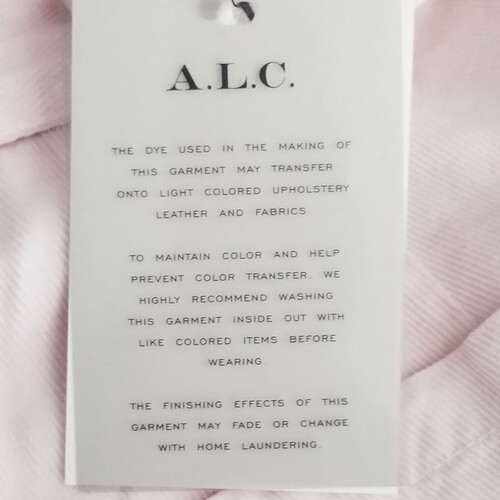 A.L.C.
THE DYE USED IN THE MAKING OF
THIS GARMENT MAY TRANSFER
ONTO LIGHT COLORED UPHOLSTERY
LEATHER AND FABRICS.
TO MAINTAIN COLOR AND HELP
PREVENT COLOR TRANSFER, WE
HIGHLY RECOMMEND WASHING
THIS GARMENT INSIDE OUT WITH
LIKE COLORED ITEMS BEFORE
WEARING.
THE FINISHING EFFECTS OF THIS
GARMENT MAY FADE OR CHANGE
WITH HOME LAUNDERING.